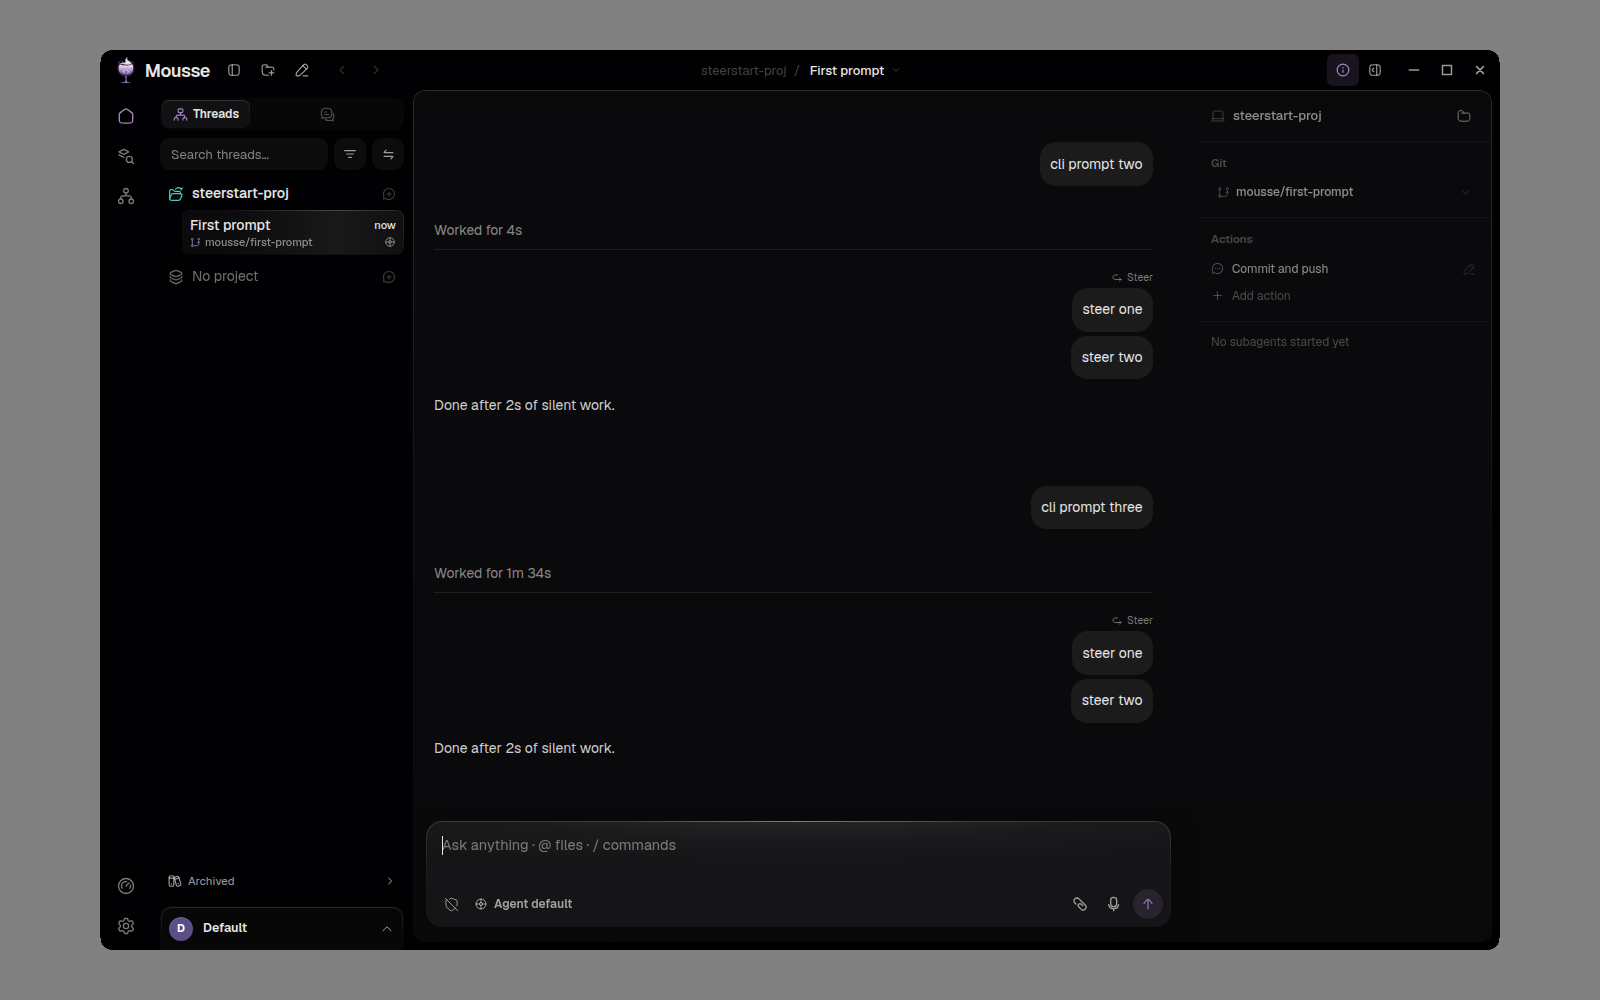 Mousse
steerstart-proj / First prompt
Threads
Search threads...
steerstart-proj
First prompt
now
mousse/first-prompt
No project
Archived
D
Default
cli prompt two
Worked for 4s
Steer
steer one
steer two
Done after 2s of silent work.
cli prompt three
Worked for 1m 34s
Steer
steer one
steer two
Done after 2s of silent work.
Ask anything · @ files · / commands
Agent default
steerstart-proj
Git
mousse/first-prompt
Actions
Commit and push
Add action
No subagents started yet